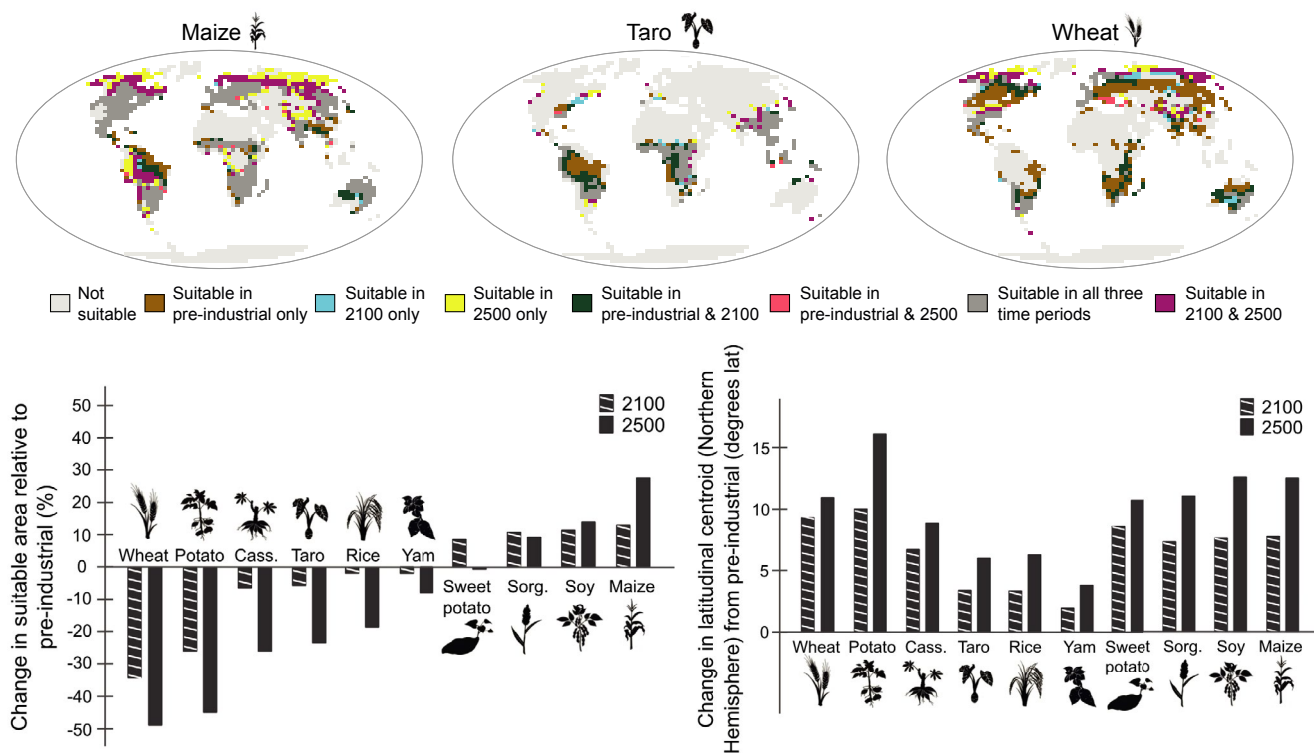 Maize
Taro
Wheat
Not
suitable
Suitable in
pre-industrial only
Suitable in
2100 only
Suitable in
2500 only
Suitable in
pre-industrial & 2100
Suitable in
pre-industrial & 2500
Suitable in all three
time periods
Suitable in
2100 & 2500
Change in suitable area relative to
pre-industrial (%)
50
40
30
20
10
0
-10
-20
-30
-40
-50
2100
2500
Wheat
Potato
Cass.
Taro
Rice
Yam
Sweet
potato
Sorg.
Soy
Maize
Change in latitudinal centroid (Northern
Hemisphere) from pre-industrial (degrees lat)
15
10
5
0
2100
2500
Wheat
Potato
Cass.
Taro
Rice
Yam
Sweet
potato
Sorg.
Soy
Maize